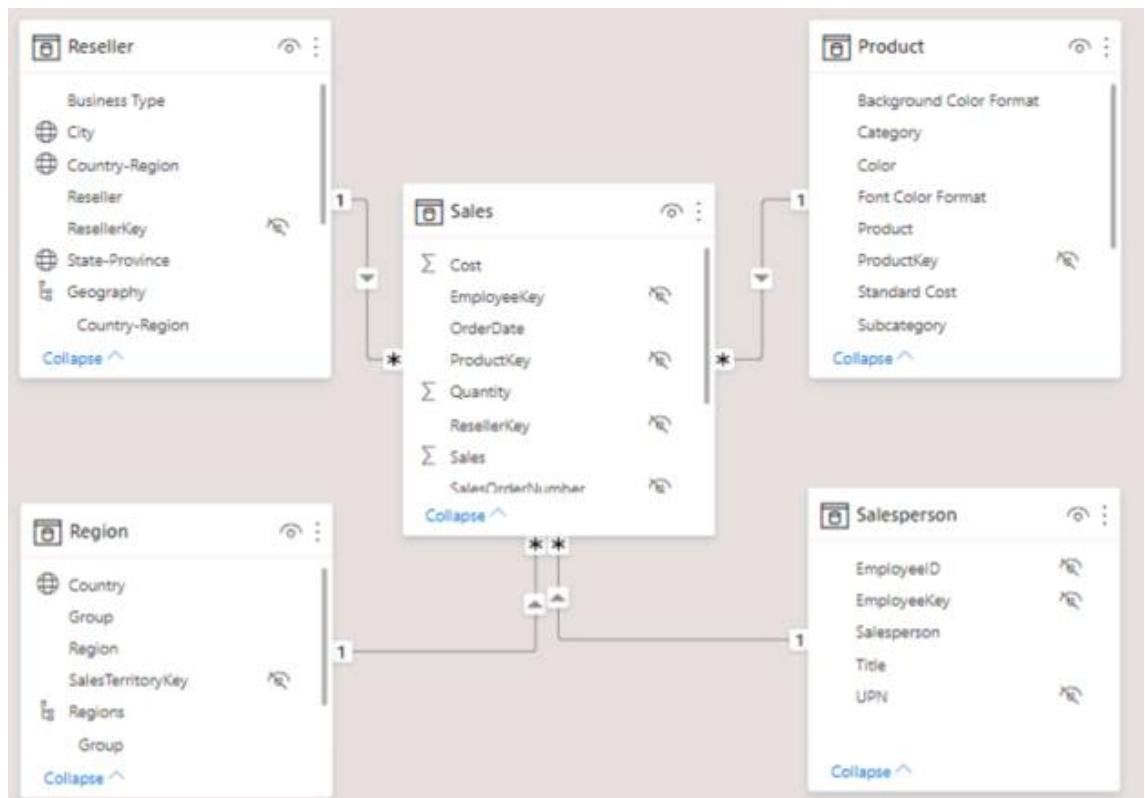 Reseller
Business Type
City
Country-Region
Reseller
ResellerKey
State-Province
Geography
Country-Region
Collapse
Product
Background Color Format
Category
Color
Font Color Format
Product
ProductKey
Standard Cost
Subcategory
Collapse
Sales
Σ Cost
EmployeeKey
OrderDate
ProductKey
Σ Quantity
ResellerKey
Σ Sales
SalesOrderNumber
Collapse
Region
Country
Group
Region
SalesTerritoryKey
Regions
Group
Collapse
Salesperson
EmployeeID
EmployeeKey
Salesperson
Title
UPN
Collapse
1
*
1
*
1
*
1
*